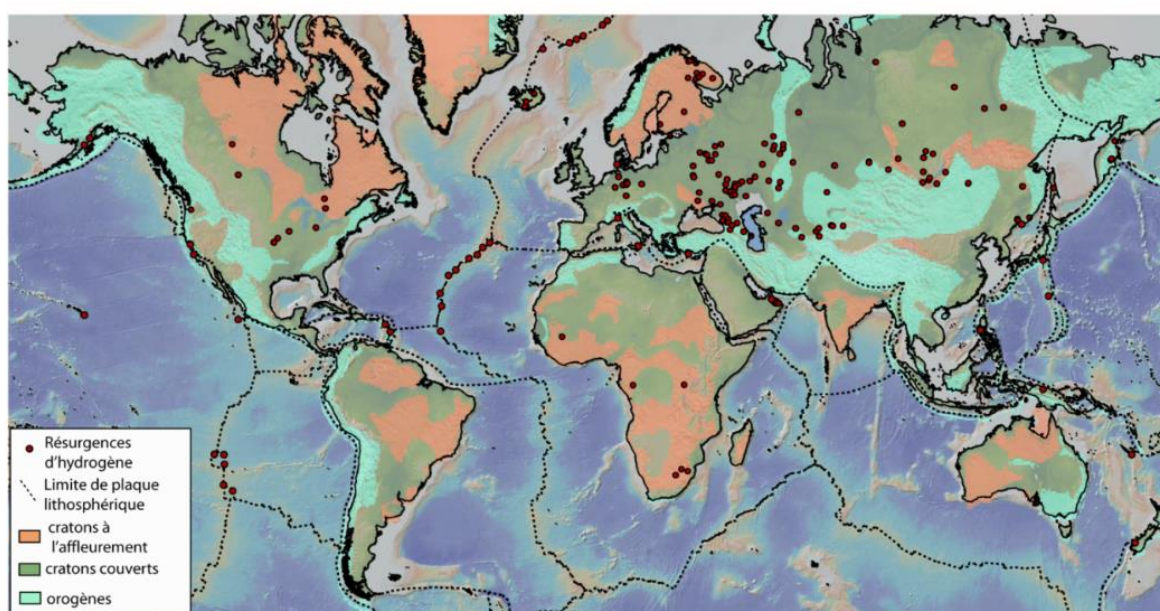 Résurgences
d'hydrogène
Limite de plaque
lithosphérique
cratons à
l'affleurement
cratons couverts
orogènes